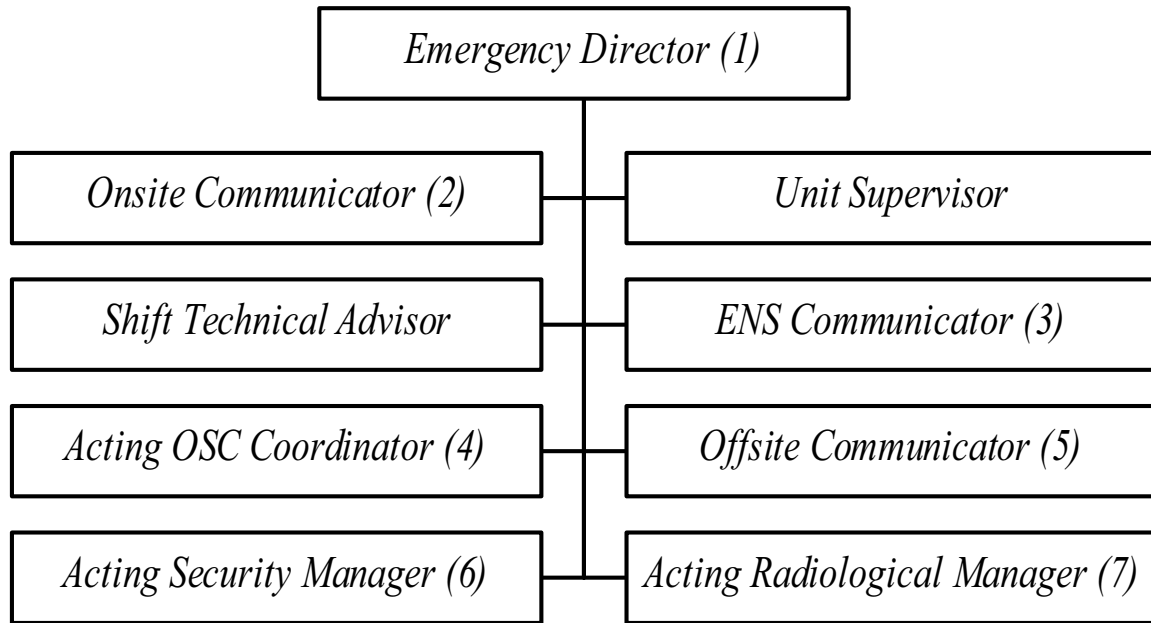 Emergency Director (1)
Onsite Communicator (2)
Unit Supervisor
Shift Technical Advisor
ENS Communicator (3)
Acting OSC Coordinator (4)
Offsite Communicator (5)
Acting Security Manager (6)
Acting Radiological Manager (7)